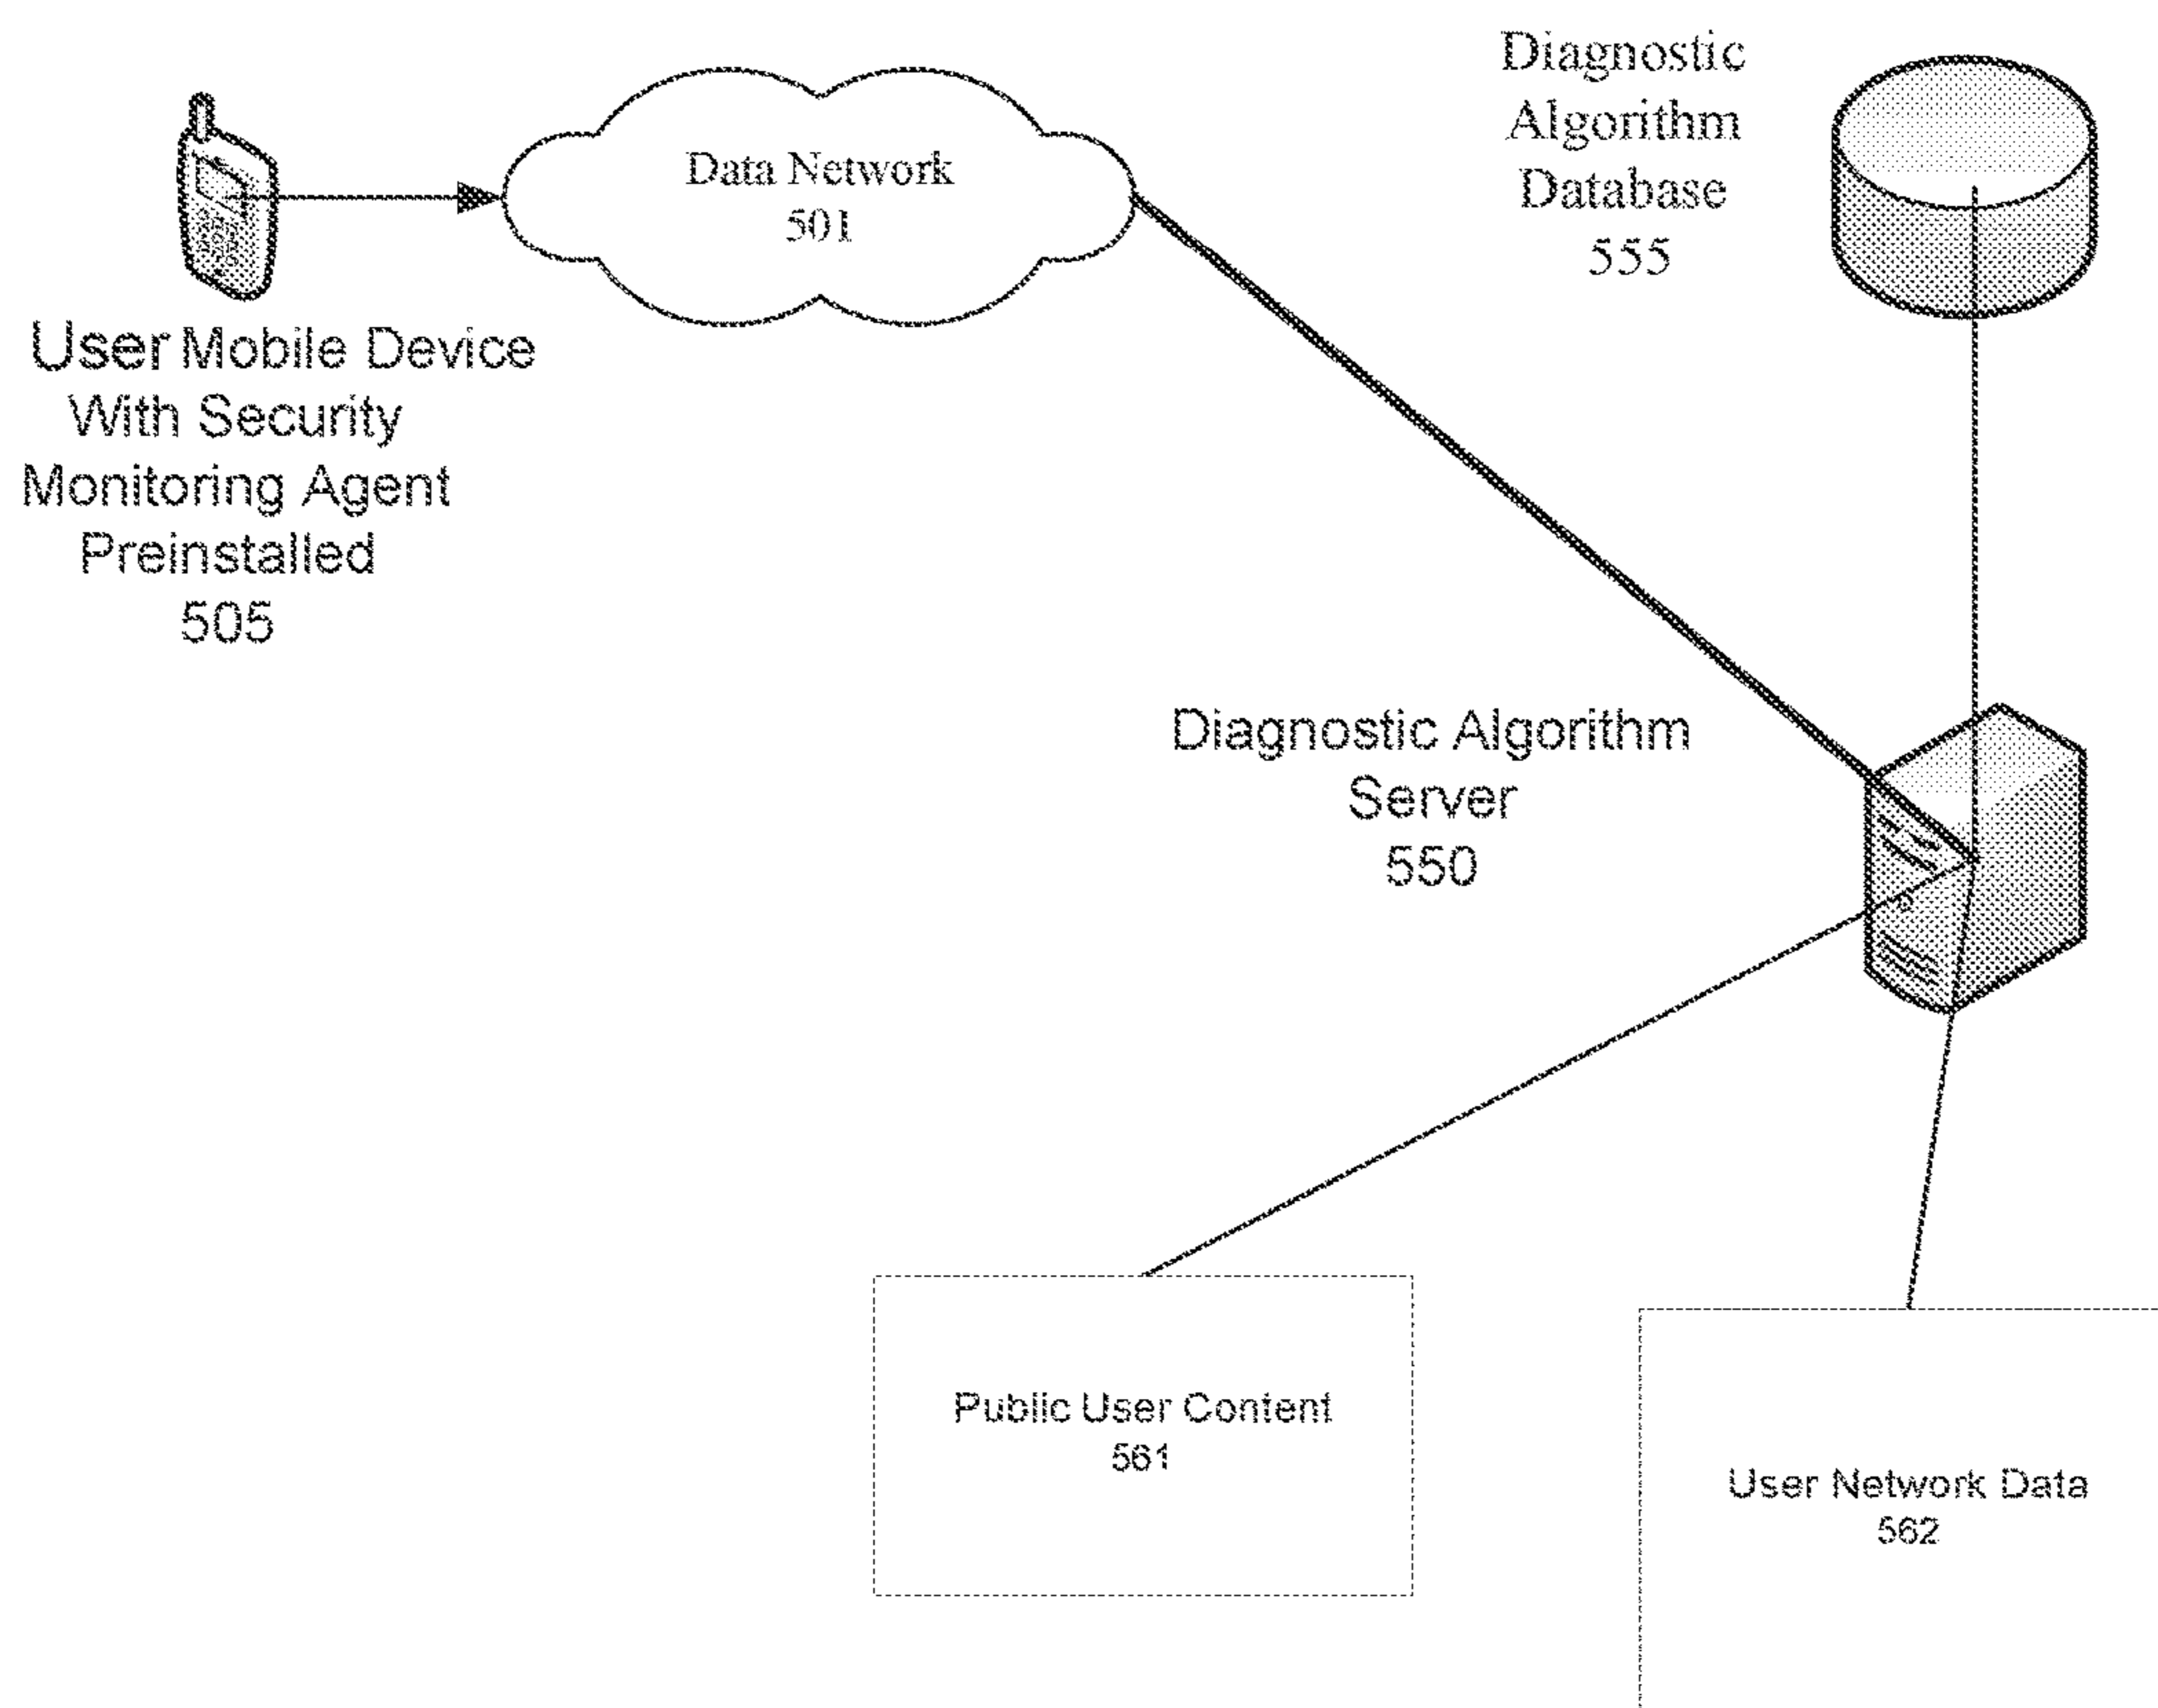 Diagnostic
Algorithm
Database
555
Data Network
501
User Mobile Device
With Security
Monitoring Agent
Preinstalled
505
Diagnostic Algorithm
Server
550
Public User Content
561
User Network Data
562